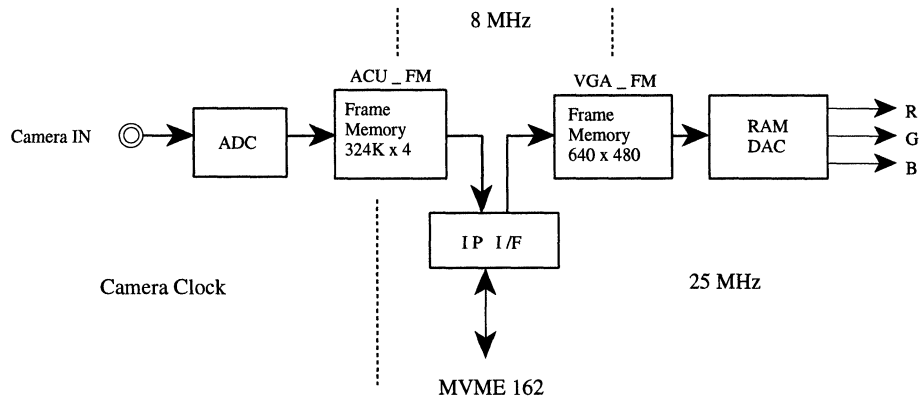 8 MHz
ACU _ FM
VGA _ FM
Camera IN
ADC
Frame
Memory
324K x 4
Frame
Memory
640 x 480
RAM
DAC
R
G
B
I P I /F
Camera Clock
25 MHz
MVME 162